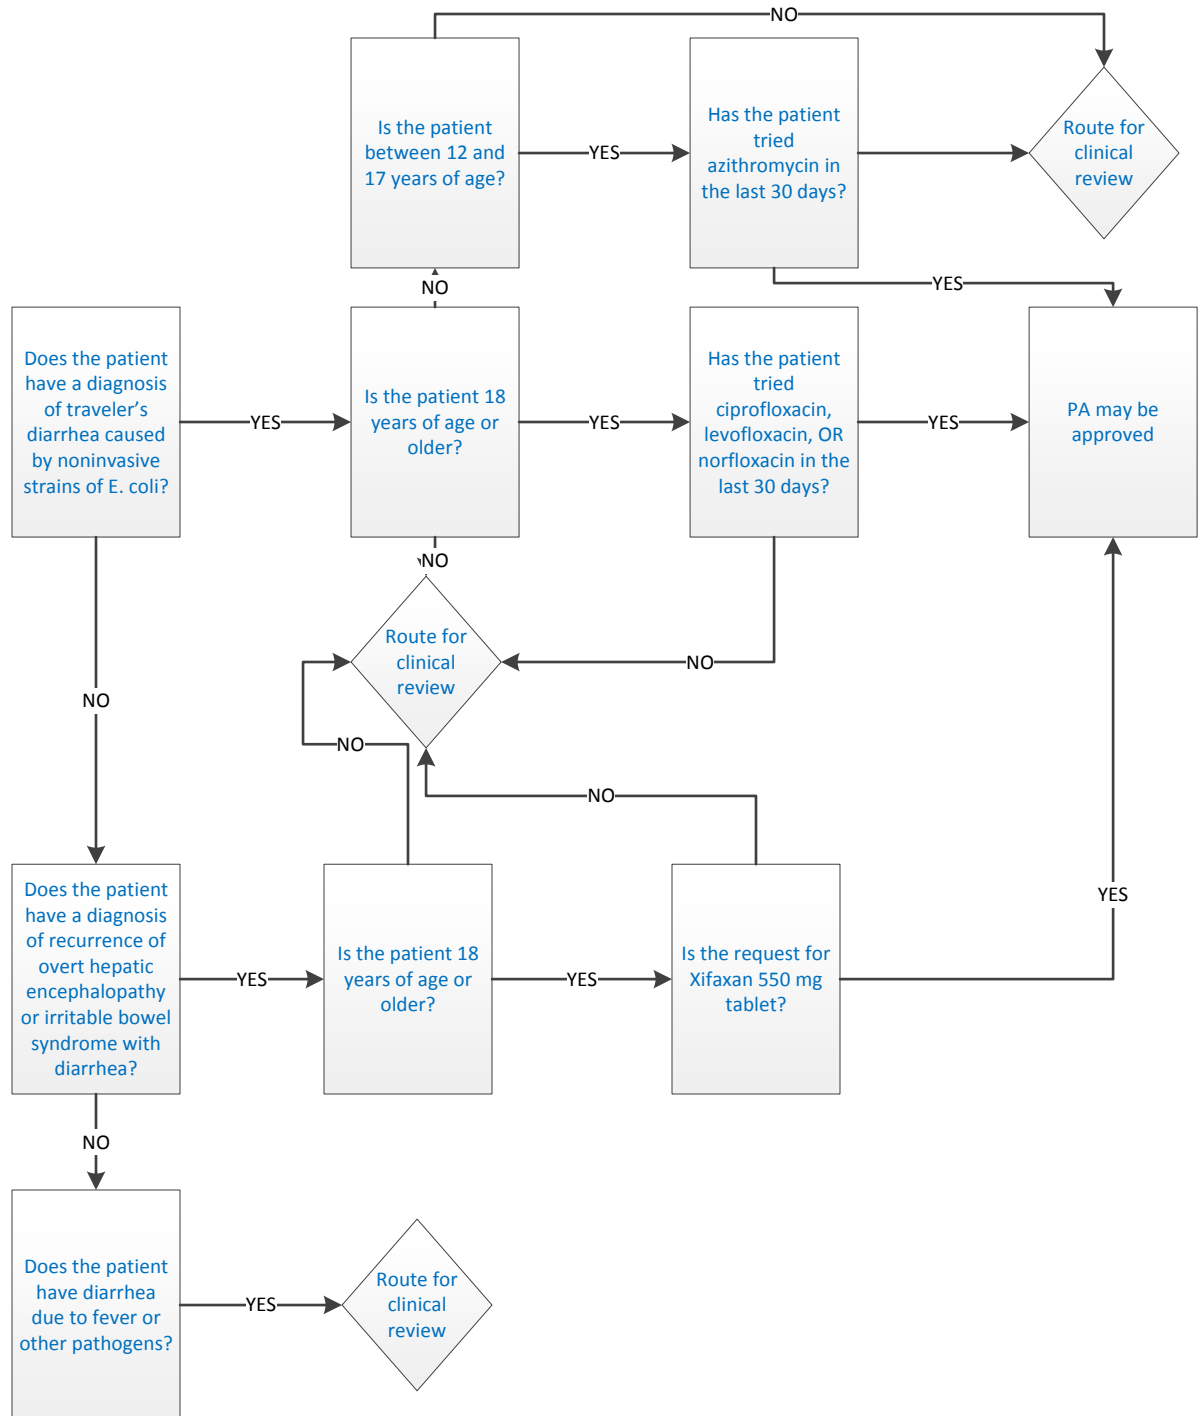 NO
Is the patient
between 12 and
17 years of age?
YES
Has the patient
tried
azithromycin in
the last 30 days?
Route for
clinical
review
NO
YES
Does the patient
have a diagnosis
of traveler’s
diarrhea caused
by noninvasive
strains of E. coli?
YES
Is the patient 18
years of age or
older?
YES
Has the patient
tried
ciprofloxacin,
levofloxacin, OR
norfloxacin in the
last 30 days?
YES
PA may be
approved
NO
Route for
clinical
review
NO
NO
NO
NO
Does the patient
have a diagnosis
of recurrence of
overt hepatic
encephalopathy
or irritable bowel
syndrome with
diarrhea?
YES
Is the patient 18
years of age or
older?
YES
Is the request for
Xifaxan 550 mg
tablet?
YES
NO
Does the patient
have diarrhea
due to fever or
other pathogens?
YES
Route for
clinical
review